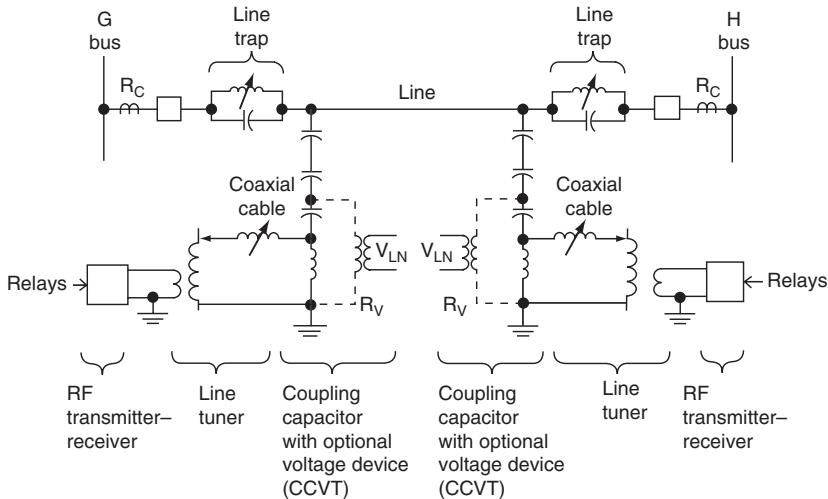 G
bus
Line
trap
Line
trap
H
bus
R_C
Line
R_C
Coaxial
cable
Coaxial
cable
V_LN
V_LN
Relays
Relays
R_V
R_V
RF
transmitter–
receiver
Line
tuner
Coupling
capacitor
with optional
voltage device
(CCVT)
Coupling
capacitor
with optional
voltage device
(CCVT)
Line
tuner
RF
transmitter–
receiver